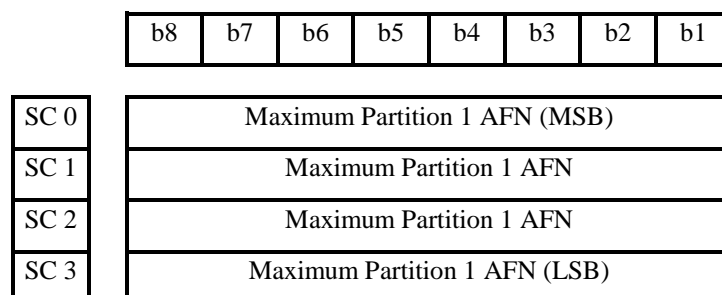 b8 b7 b6 b5 b4 b3 b2 b1
SC 0 Maximum Partition 1 AFN (MSB)
SC 1 Maximum Partition 1 AFN
SC 2 Maximum Partition 1 AFN
SC 3 Maximum Partition 1 AFN (LSB)